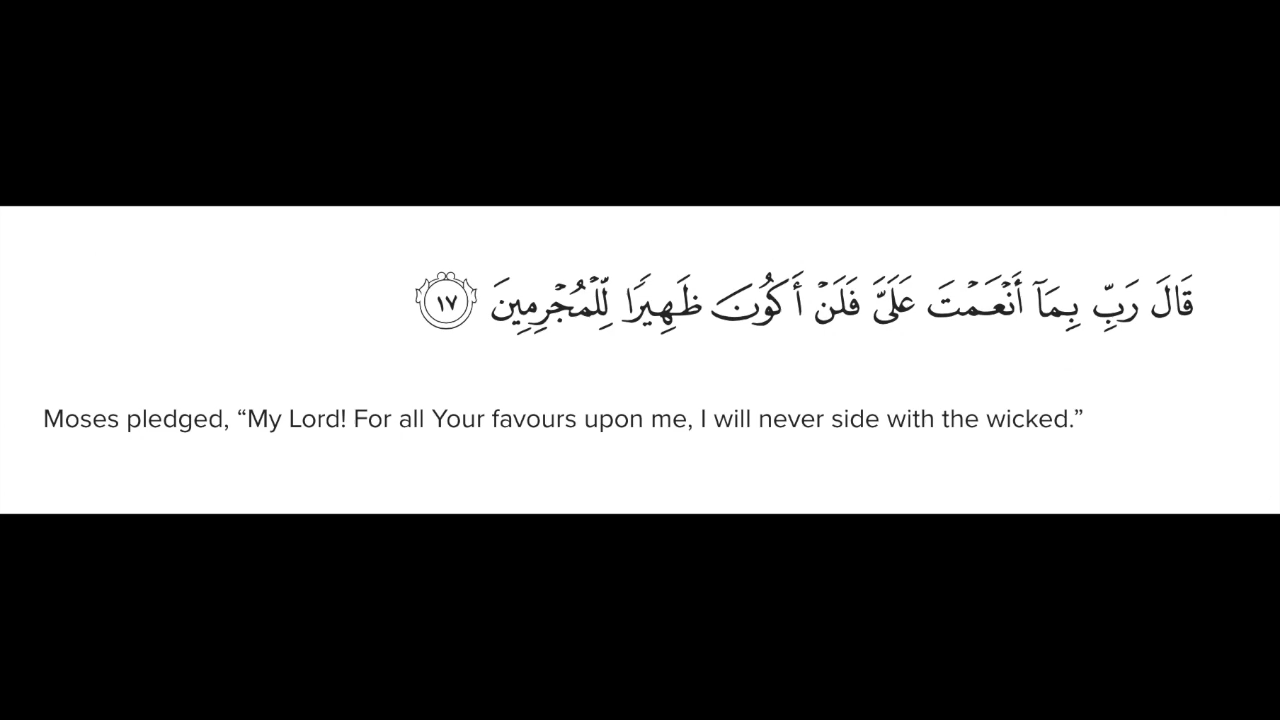 قَالَ رَبِّ بِمَآ أَنْعَمْتَ عَلَىَّ فَلَنْ أَكُونَ ظَهِيرًا لِّلْمُجْرِمِينَ ١٧
Moses pledged, “My Lord! For all Your favours upon me, I will never side with the wicked.”